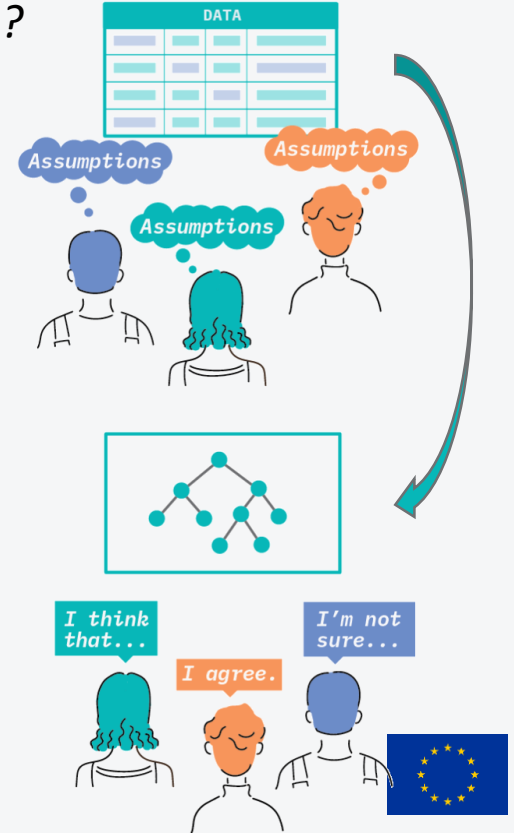 ?
DATA
Assumptions
Assumptions
Assumptions
I think
that...
I agree.
I'm not
sure...